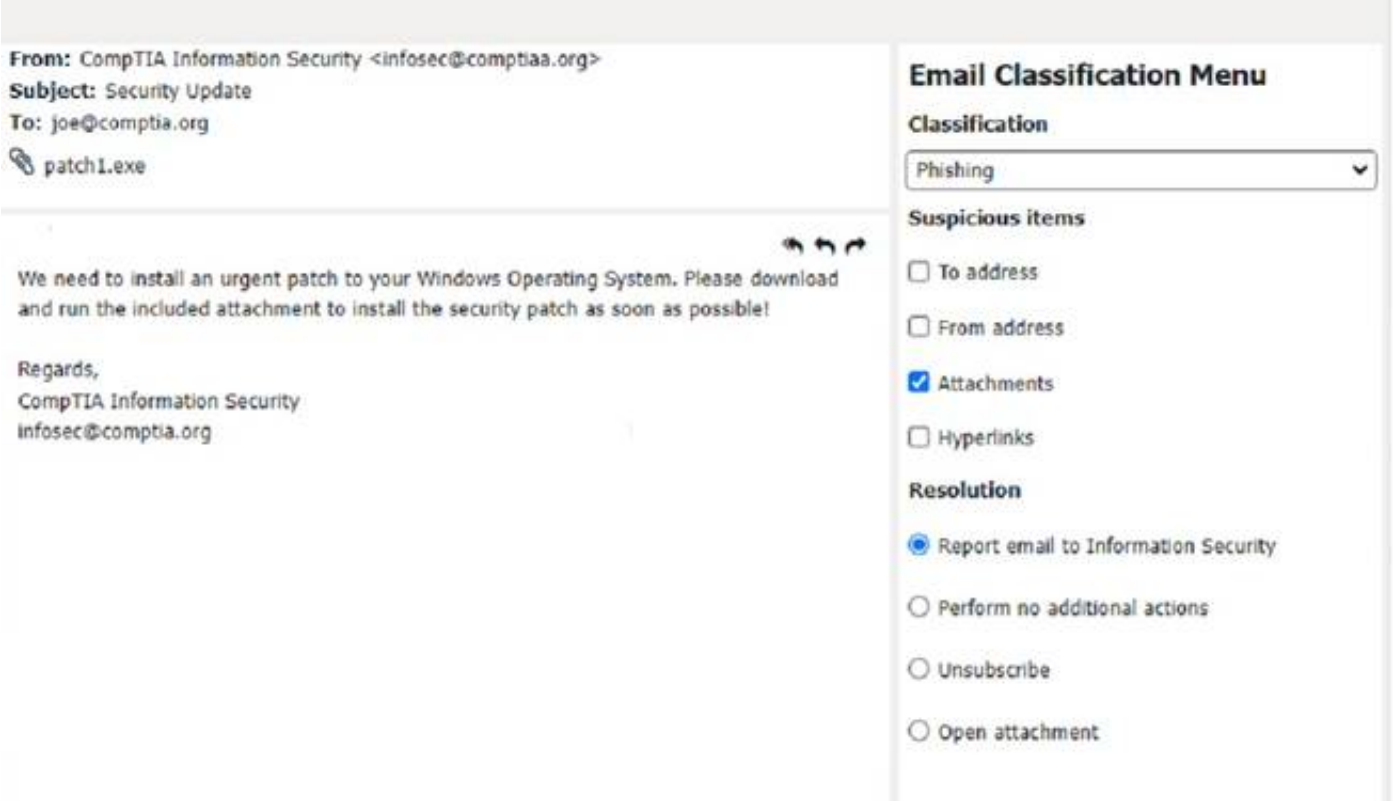 From: CompTIA Information Security <infosec@comptiaa.org>
Subject: Security Update
To: joe@comptia.org
patch1.exe
We need to install an urgent patch to your Windows Operating System. Please download
and run the included attachment to install the security patch as soon as possible!
Regards,
CompTIA Information Security
infosec@comptia.org
Email Classification Menu
Classification
Phishing
Suspicious items
To address
From address
Attachments
Hyperlinks
Resolution
Report email to Information Security
Perform no additional actions
Unsubscribe
Open attachment